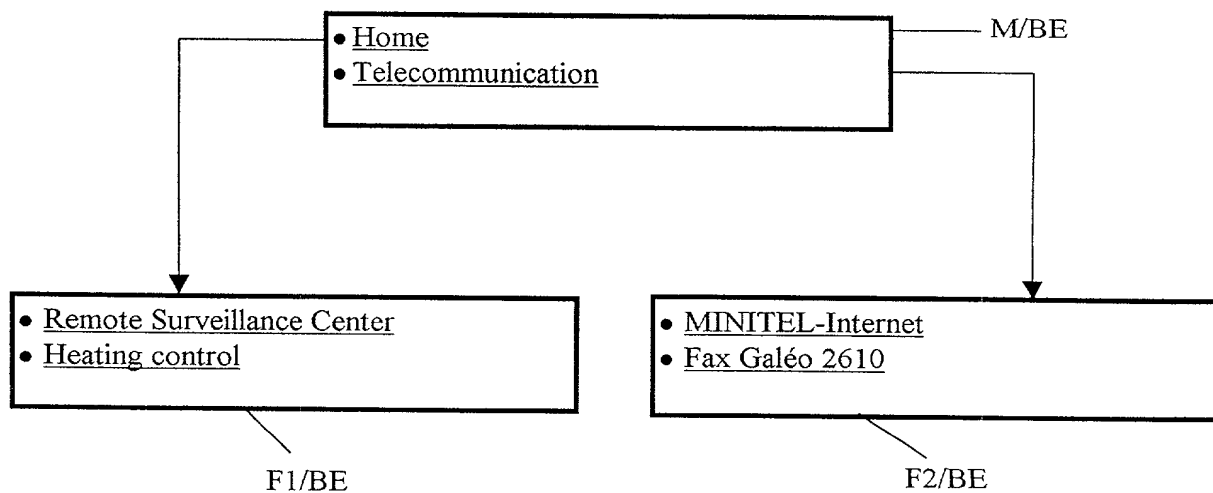 • Home
• Telecommunication
M/BE
• Remote Surveillance Center
• Heating control
F1/BE
• MINITEL-Internet
• Fax Galéo 2610
F2/BE